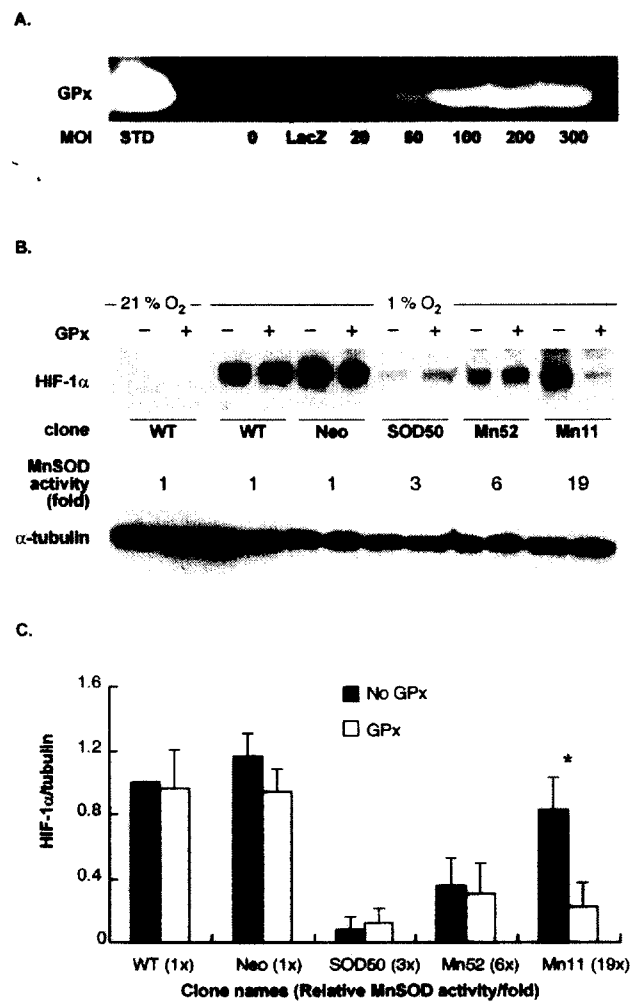 A.
GPx
MOI STD 0 LacZ 20 50 100 200 300
B.
21 % O₂ 1 % O₂
GPx − + − + − + − + − + − +
HIF-1α
clone WT WT Neo SOD50 Mn52 Mn11
MnSOD
activity
(fold)
1 1 1 3 6 19
α-tubulin
C.
HIF-1α/tubulin
1.6
1.2
0.8
0.4
0
No GPx
GPx
*
WT (1x) Neo (1x) SOD50 (3x) Mn52 (6x) Mn11 (19x)
Clone names (Relative MnSOD activity/fold)